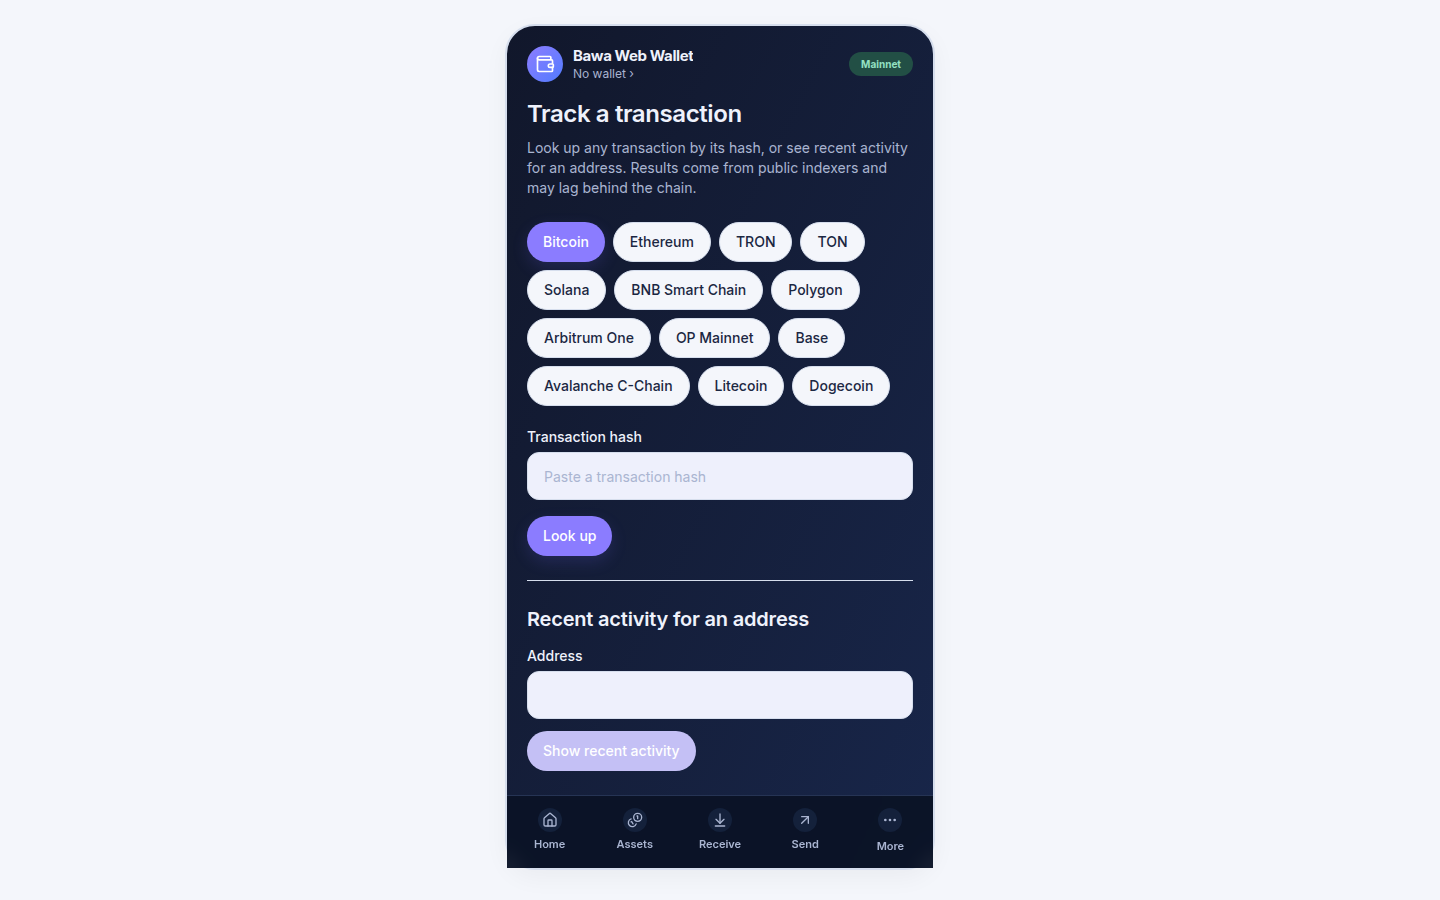 Bawa Web Wallet
No wallet ›
Mainnet
Track a transaction
Look up any transaction by its hash, or see recent activity
for an address. Results come from public indexers and
may lag behind the chain.
Bitcoin
Ethereum
TRON
TON
Solana
BNB Smart Chain
Polygon
Arbitrum One
OP Mainnet
Base
Avalanche C-Chain
Litecoin
Dogecoin
Transaction hash
Paste a transaction hash
Look up
Recent activity for an address
Address
Show recent activity
Home
Assets
Receive
Send
More